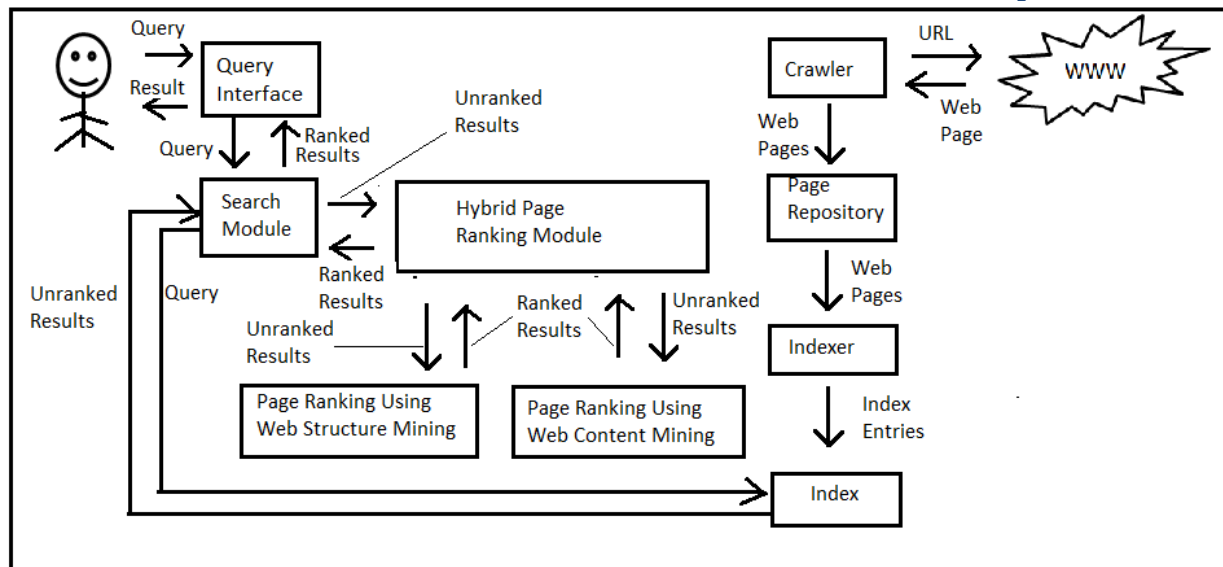 Query
Result
Query
Interface
Query
Ranked
Results
Unranked
Results
Search
Module
Hybrid Page
Ranking Module
Ranked
Results
Unranked
Results
Query
Unranked
Results
Ranked
Results
Unranked
Results
Page Ranking Using
Web Structure Mining
Page Ranking Using
Web Content Mining
Crawler
URL
WWW
Web
Page
Web
Pages
Page
Repository
Web
Pages
Indexer
Index
Entries
Index